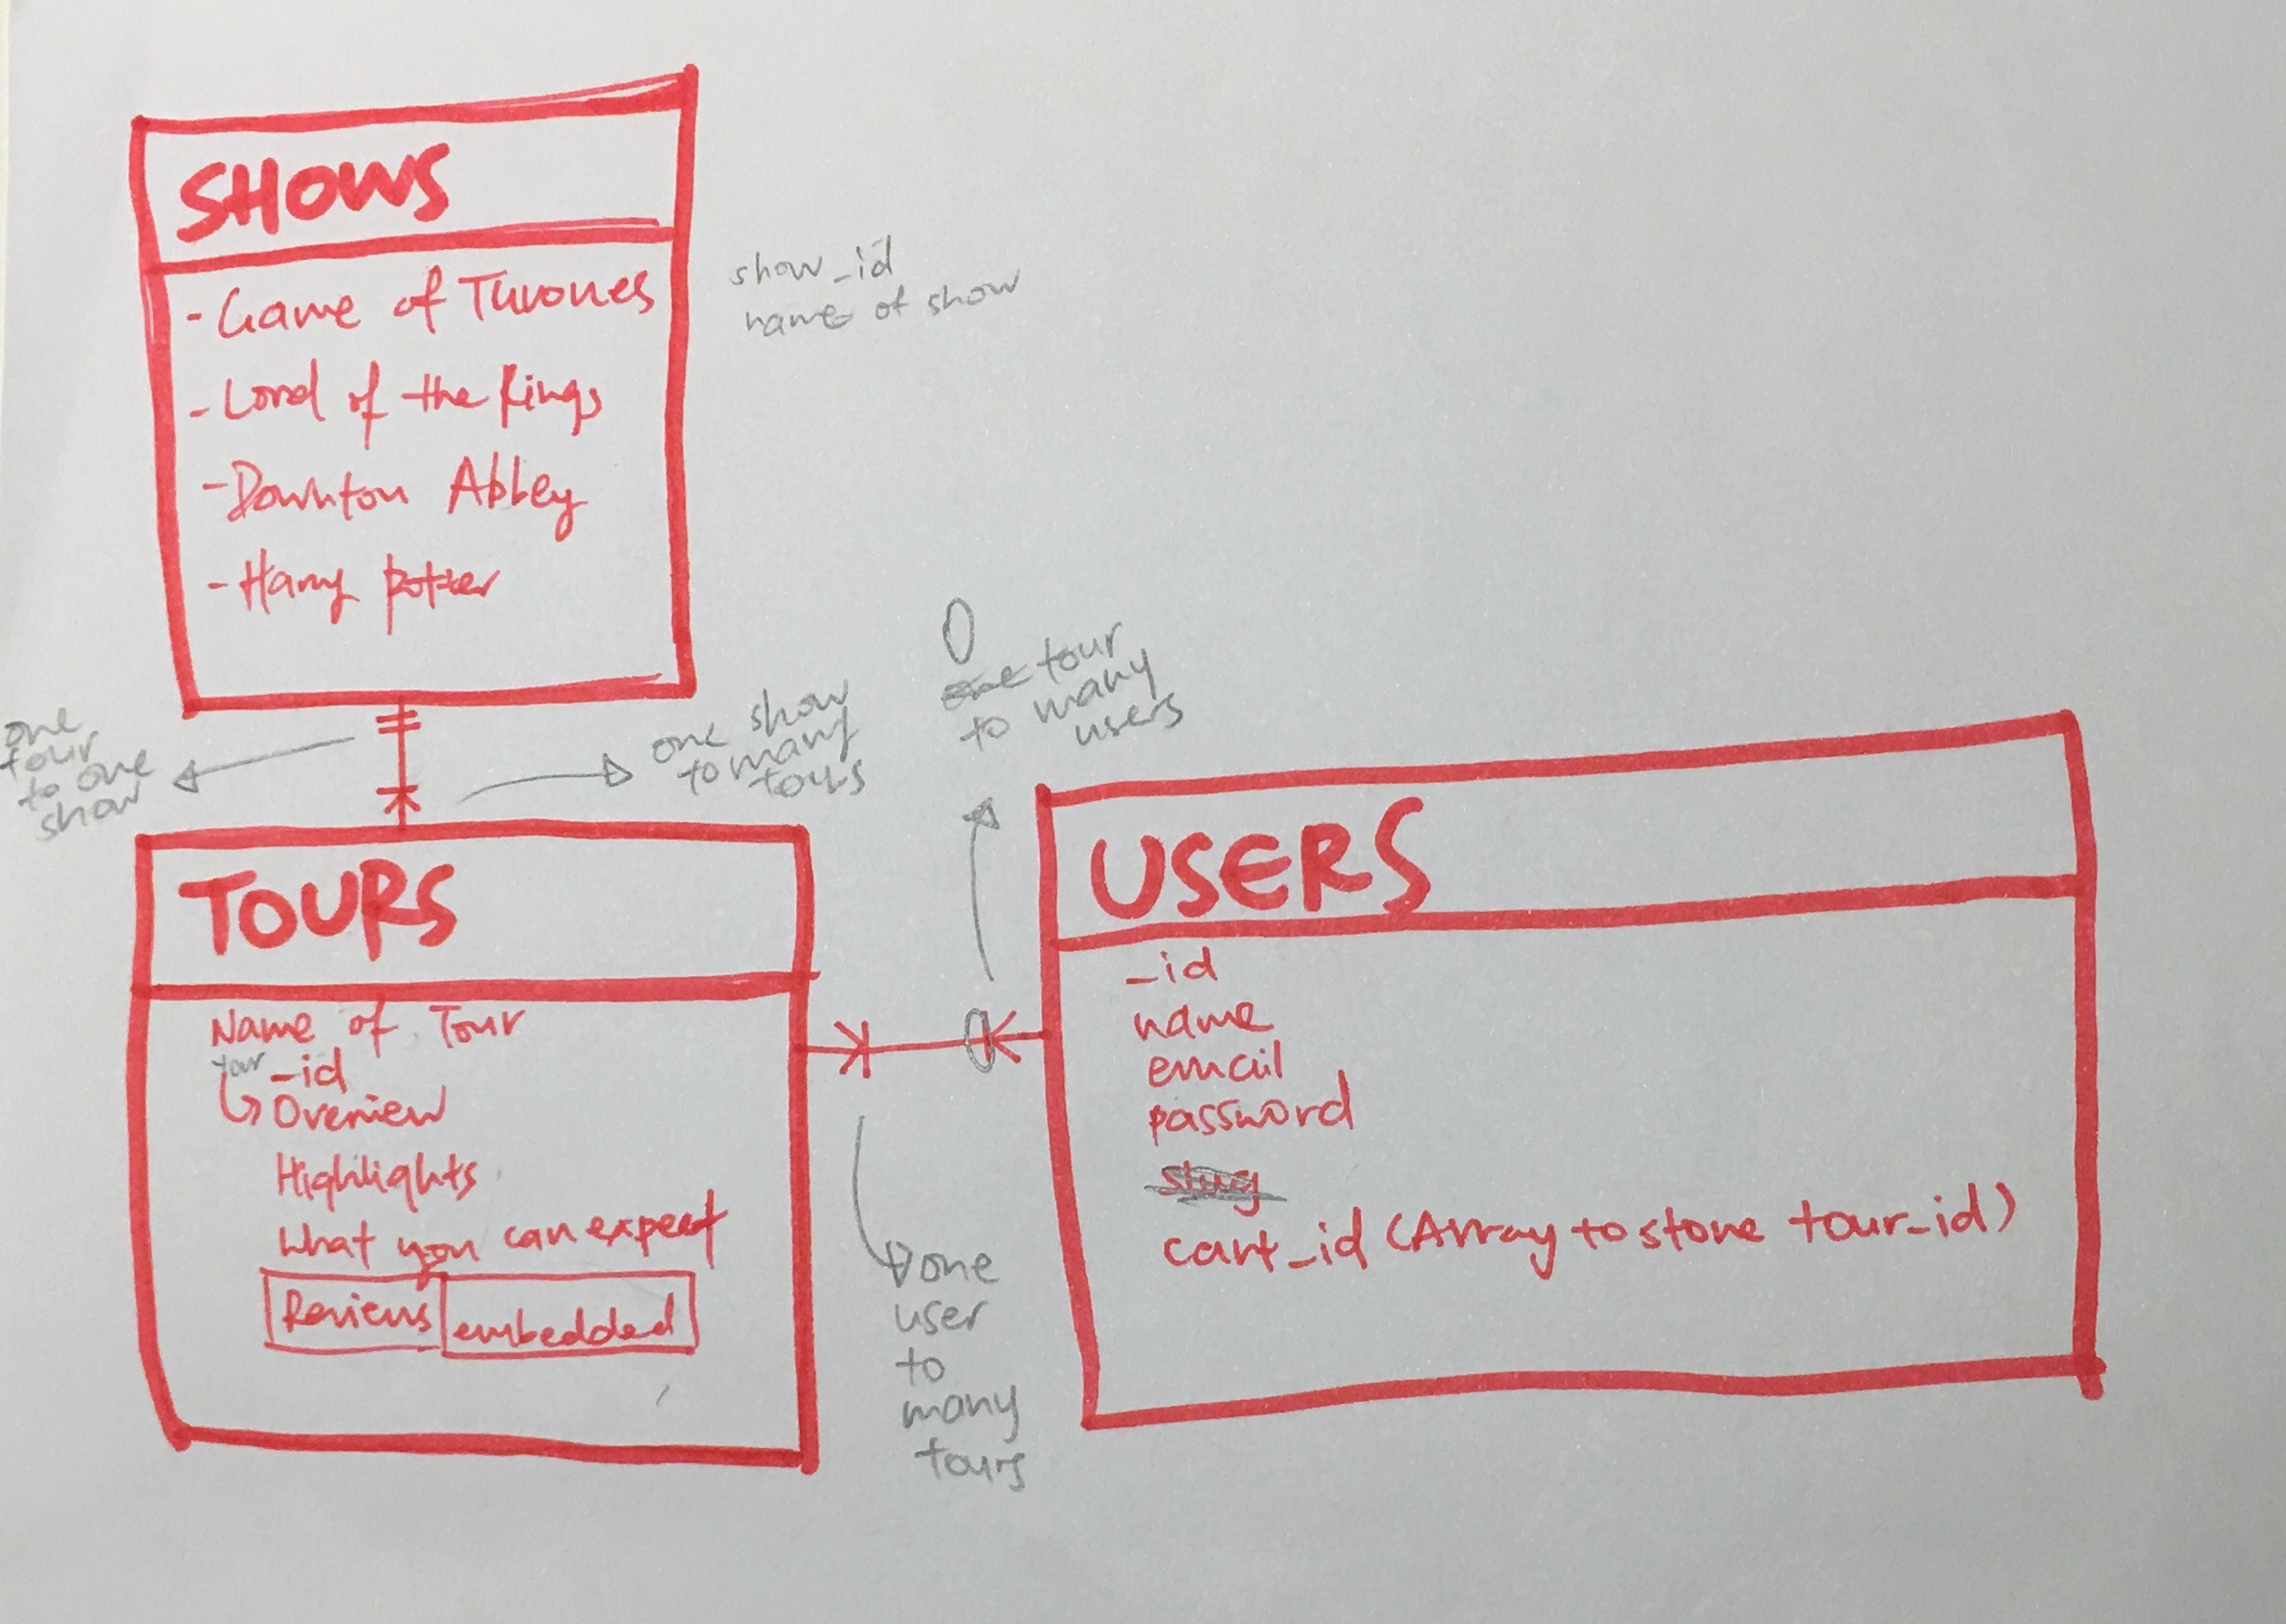 SHOWS
- Game of Thrones
- Lord of the Rings
- Downton Abbey
- Harry Potter
show_id
name of show
one
tour
to one
show
one show
to many
tours
0
one tour
to many
users
TOURS
Name of Tour
_id
Overview
Highlights
What you can expect
Reviews embedded
USERS
_id
name
email
password
slug
cart_id (Array to store tour_id)
one
user
to
many
tours